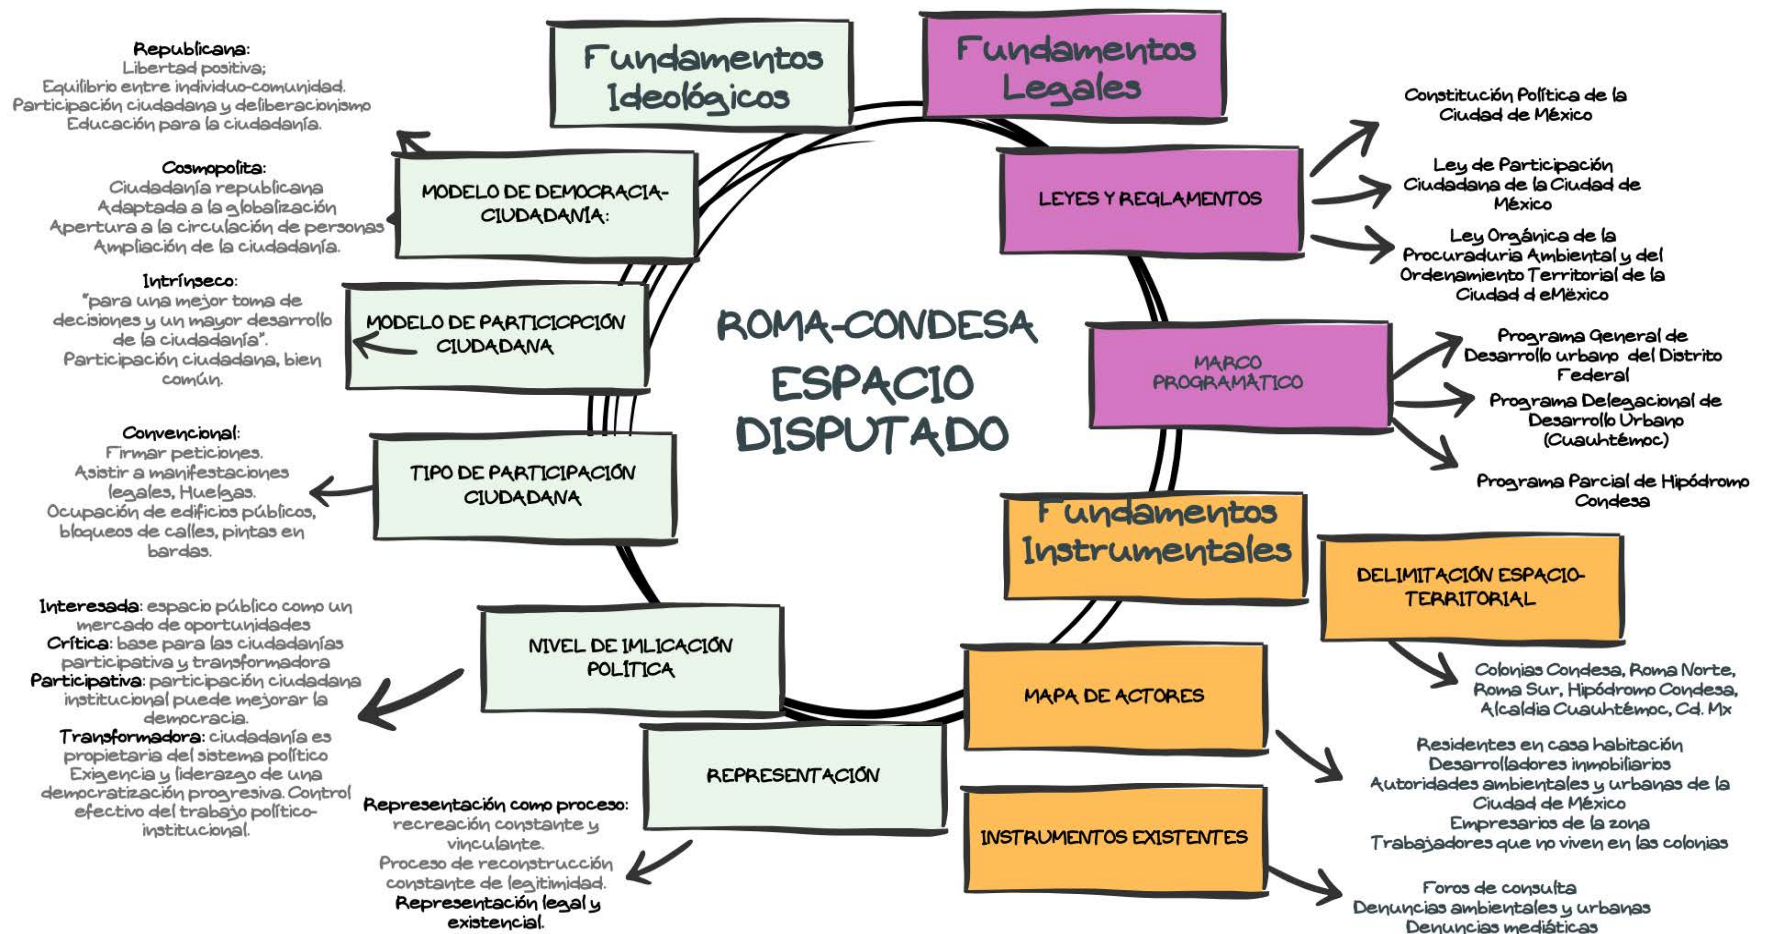 Fundamentos
Ideológicos
Fundamentos
Legales
Republicana:
Libertad positiva;
Equilibrio entre individuo-comunidad.
Participación ciudadana y deliberacionismo
Educación para la ciudadanía.
Cosmopolita:
Ciudadanía republicana
Adaptada a la globalización
Apertura a la circulación de personas
Ampliación de la ciudadanía.
MODELO DE DEMOCRACIA-
CIUDADANÍA:
Intrínseco:
"para una mejor toma de
decisiones y un mayor desarrollo
de la ciudadanía".
Participación ciudadana, bien
común.
MODELO DE PARTICICPCIÓN
CIUDADANA
Convencional:
Firmar peticiones.
Asistir a manifestaciones
legales, Huelgas.
Ocupación de edificios públicos,
bloqueos de calles, pintas en
bardas.
TIPO DE PARTICIPACIÓN
CIUDADANA
Interesada: espacio público como un
mercado de oportunidades
Crítica: base para las ciudadanías
participativa y transformadora
Participativa: participación ciudadana
institucional puede mejorar la
democracia.
Transformadora: ciudadanía es
propietaria del sistema político
Exigencia y liderazgo de una
democratización progresiva. Control
efectivo del trabajo político-
institucional.
NIVEL DE IMLICACIÓN
POLÍTICA
Representación como proceso:
recreación constante y
vinculante.
Proceso de reconstrucción
constante de legitimidad.
Representación legal y
existencial.
REPRESENTACIÓN
ROMA-CONDESA
ESPACIO
DISPUTADO
LEYES Y REGLAMENTOS
Constitución Política de la
Ciudad de México
Ley de Participación
Ciudadana de la Ciudad de
México
Ley Orgánica de la
Procuraduria Ambiental y del
Ordenamiento Territorial de la
Ciudad d eMëxico
MARCO
PROGRAMÁTICO
Programa General de
Desarrollo urbano del Distrito
Federal
Programa Delegacional de
Desarrollo Urbano
(Cuauhtémoc)
Programa Parcial de Hipódromo
Condesa
Fundamentos
Instrumentales
DELIMITACIÓN ESPACIO-
TERRITORIAL
Colonias Condesa, Roma Norte,
Roma Sur, Hipódromo Condesa,
Alcaldia Cuauhtémoc, Cd. Mx
MAPA DE ACTORES
Residentes en casa habitación
Desarrolladores inmobiliarios
Autoridades ambientales y urbanas de la
Ciudad de México
Empresarios de la zona
Trabajadores que no viven en las colonias
INSTRUMENTOS EXISTENTES
Foros de consulta
Denuncias ambientales y urbanas
Denuncias mediáticas